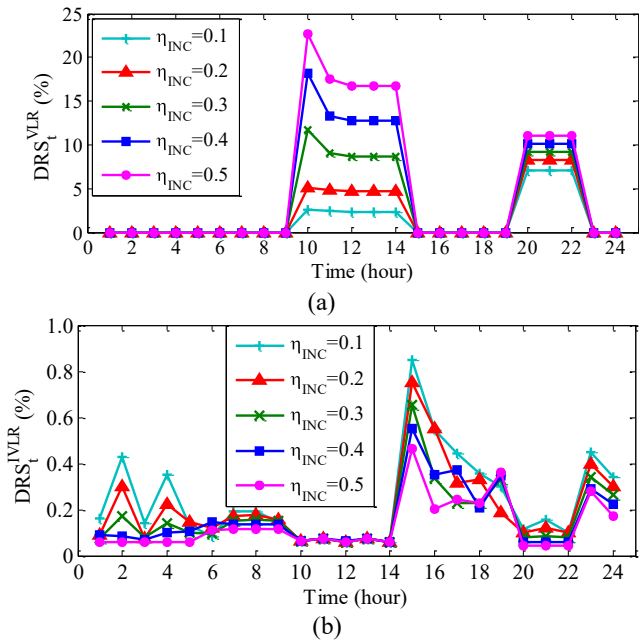 25
20
15
10
5
0
DRS_t^VLR (%)
η_INC=0.1
η_INC=0.2
η_INC=0.3
η_INC=0.4
η_INC=0.5
0 2 4 6 8 10 12 14 16 18 20 22 24
Time (hour)
(a)
1.0
0.8
0.6
0.4
0.2
0
DRS_t^IVLR (%)
η_INC=0.1
η_INC=0.2
η_INC=0.3
η_INC=0.4
η_INC=0.5
0 2 4 6 8 10 12 14 16 18 20 22 24
Time (hour)
(b)